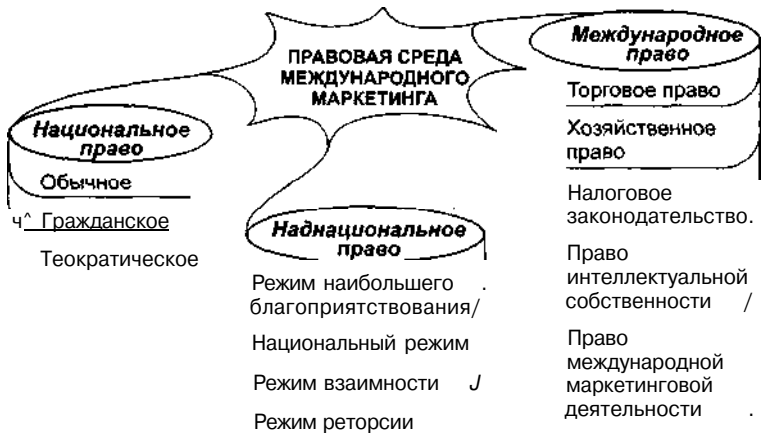 ПРАВОВАЯ СРЕДА
МЕЖДУНАРОДНОГО
МАРКЕТИНГА
Национальное
право
Обычное
ч^ Гражданское
Теократическое
Наднациональное
право
Режим наибольшего .
благоприятствования/
Национальный режим
Режим взаимности J
Режим реторсии
Международное
право
Торговое право
Хозяйственное
право
Налоговое
законодательство.
Право
интеллектуальной
собственности /
Право
международной
маркетинговой
деятельности .